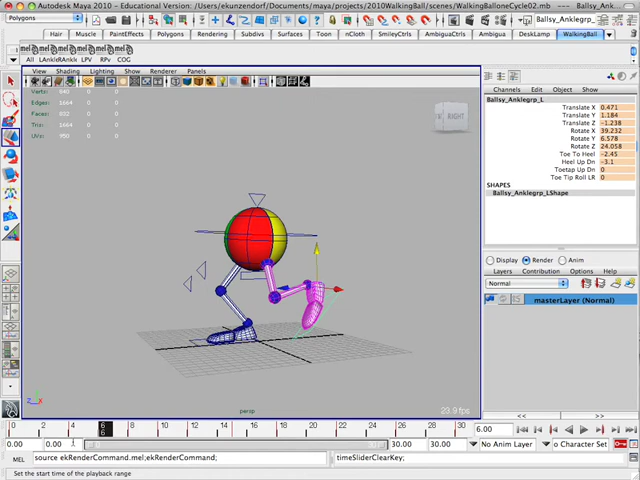 Autodesk Maya 2010 - Educational Version: /Users/ekunzendorf/Documents/maya/projects/2010WalkingBall/scenes/WalkingBalloneCycle02.mb
Polygons
Ballsy_Ank
Hair Muscle PaintEffects Polygons Rendering Toon nCloth SmileyCtrls AmbiguaCtrls Ambigua DeskLamp WalkingBall
All LAnkle RAnkle LPV RPv COG
View Shading Lighting Show Renderer Panels
Channels Edit Object Show
Verts: 840 0 0
Edges: 1664 0 0
Faces: 832 0 0
Tris: 1664 0 0
UVs: 950 0 0
RIGHT
Ballsy_Anklegrp_L
Translate X 0.471
Translate Y 1.184
Translate Z -1.238
Rotate X 39.232
Rotate Y 6.578
Rotate Z 24.058
Toe To Heel -2.45
Heel Up Dn -3.1
Toetap Up Dn 0
Toe Tip Roll LR 0
SHAPES
Ballsy_Anklegrp_LShape
Display Render Anim
Layers Contribution Options Help
Normal
masterLayer (Normal)
persp
23.9 fps
0 2 4 6 8 10 12 14 16 18 20 22 24 26 28 30
6
6.00
0.00 0.00 30.00 30.00 No Anim Layer o Character Set
MEL source ekRenderCommand.mel;ekRenderCommand; timeSliderClearKey;
Set the start time of the playback range